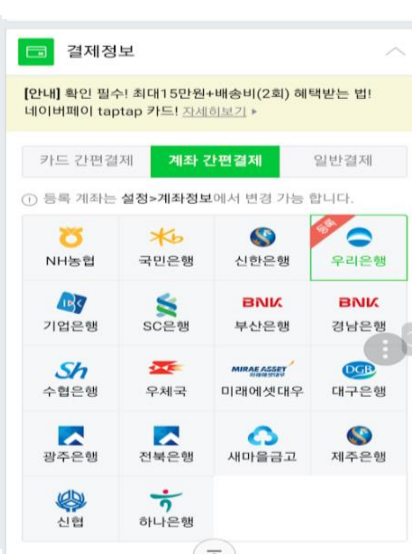 결제정보
[안내] 확인 필수! 최대15만원+배송비(2회) 혜택받는 법!
네이버페이 taptap 카드! 자세히보기
카드 간편결제 계좌 간편결제 일반결제
등록 계좌는 설정>계좌정보에서 변경 가능 합니다.
등록
NH농협 국민은행 신한은행 우리은행
IBK BNK BNK
기업은행 SC은행 부산은행 경남은행
Sh MIRAE ASSET DGB
수협은행 우체국 미래에셋대우 대구은행
광주은행 전북은행 새마을금고 제주은행
신협 하나은행